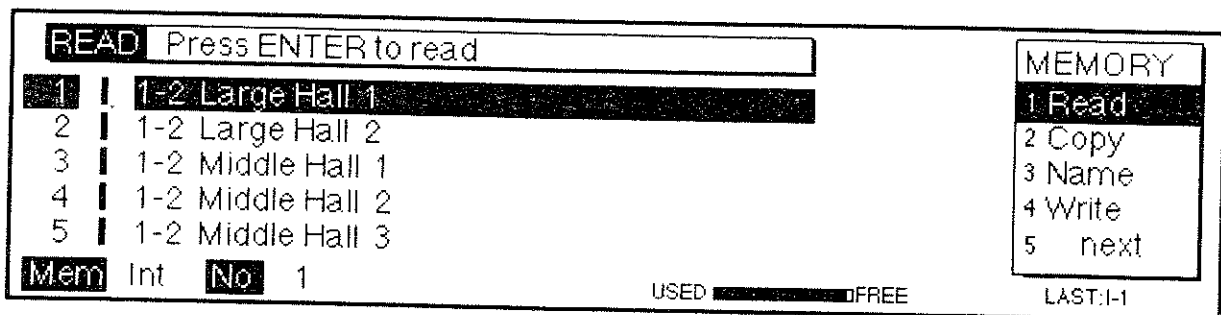 READ Press ENTER to read
1 1-2 Large Hall 1
2 1-2 Large Hall 2
3 1-2 Middle Hall 1
4 1-2 Middle Hall 2
5 1-2 Middle Hall 3
Mem Int No. 1
USED FREE
MEMORY
1 Read
2 Copy
3 Name
4 Write
5 next
LAST:I-1